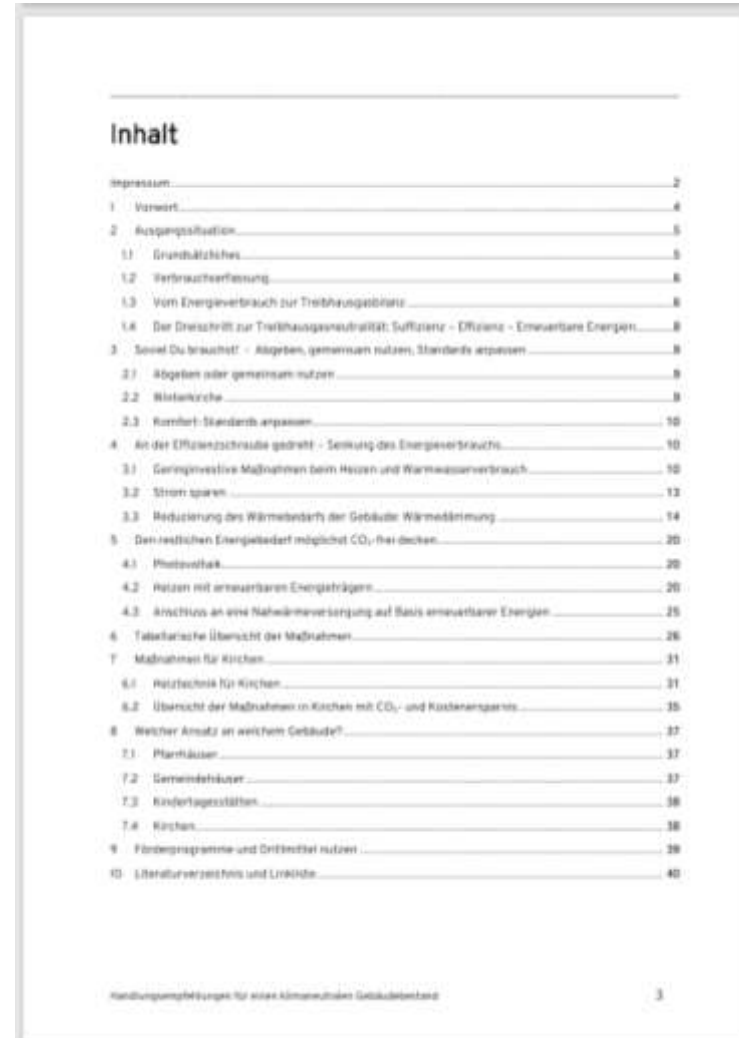 Inhalt
Impressum 2
1 Vorwort 4
2 Ausgangssituation 5
1.1 Grundsätzliches 5
1.2 Verbrauchserfassung 6
1.3 Vom Energieverbrauch zur Treibhausgasbilanz
1.4 Der Dreischritt zur Treibhausgasneutralität: Suffizienz – Effizienz – Erneuerbare Energien 8
3 Soviel Du brauchst! – Abgeben, gemeinsam nutzen, Standards anpassen
2.1 Abgeben oder gemeinsam nutzen 9
2.2 Winterkirche 9
2.3 Komfort-Standards anpassen 10
4 An der Effizienzschraube gedreht – Senkung des Energieverbrauchs 10
3.1 Geringinvestive Maßnahmen beim Heizen und Warmwasserverbrauch 10
3.2 Strom sparen 13
3.3 Reduzierung des Wärmebedarfs der Gebäude: Wärmedämmung 14
5 Den restlichen Energiebedarf möglichst CO₂-frei decken 20
4.1 Photovoltaik 20
4.2 Heizen mit erneuerbaren Energieträgern 20
4.3 Anschluss an eine Nahwärmeversorgung auf Basis erneuerbarer Energien 25
6 Tabellarische Übersicht der Maßnahmen 26
7 Maßnahmen für Kirchen 31
6.1 Heiztechnik für Kirchen 31
6.2 Übersicht der Maßnahmen in Kirchen mit CO₂- und Kostenersparnis 35
8 Welcher Ansatz an welchem Gebäude? 37
7.1 Pfarrhäuser 37
7.2 Gemeindehäuser 37
7.3 Kindertagesstätten 38
7.4 Kirchen 38
9 Förderprogramme und Drittmittel nutzen 39
10 Literaturverzeichnis und Linkliste 40
Handlungsempfehlungen für einen klimaneutralen Gebäudebestand 3